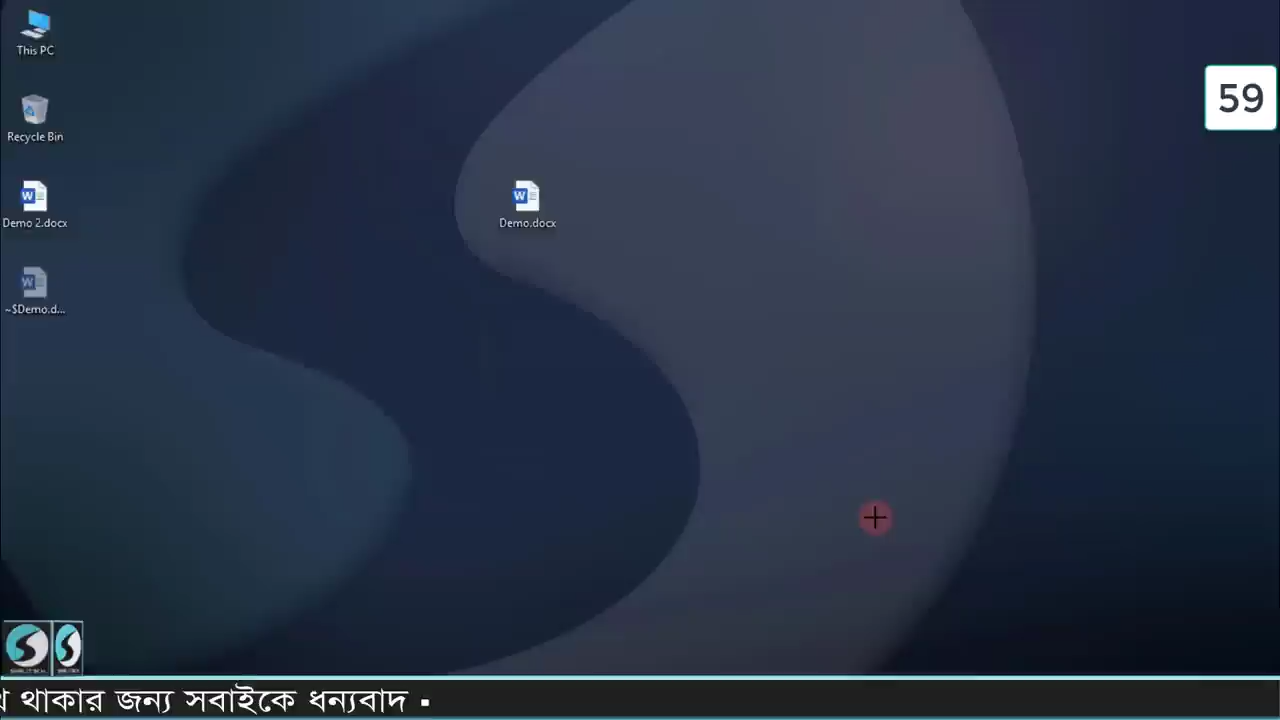 This PC
59
Recycle Bin
Demo 2.docx
Demo.docx
~$Demo.d...
থাকার জন্য সবাইকে ধন্যবাদ ▪